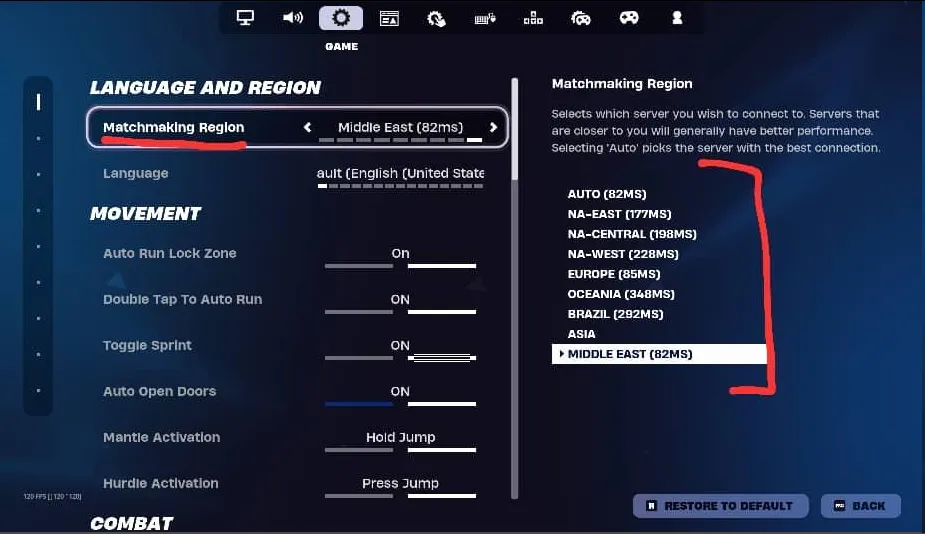 GAME
LANGUAGE AND REGION
Matchmaking Region
Middle East (82ms)
Language
ault (English (United State
MOVEMENT
Auto Run Lock Zone
On
Double Tap To Auto Run
ON
Toggle Sprint
ON
Auto Open Doors
ON
Mantle Activation
Hold Jump
Hurdle Activation
Press Jump
COMBAT
Matchmaking Region
Selects which server you wish to connect to. Servers that
are closer to you will generally have better performance.
Selecting 'Auto' picks the server with the best connection.
AUTO (82MS)
NA-EAST (177MS)
NA-CENTRAL (198MS)
NA-WEST (228MS)
EUROPE (85MS)
OCEANIA (348MS)
BRAZIL (292MS)
ASIA
MIDDLE EAST (82MS)
120 FPS [ 120 ~ 120]
RESTORE TO DEFAULT
BACK